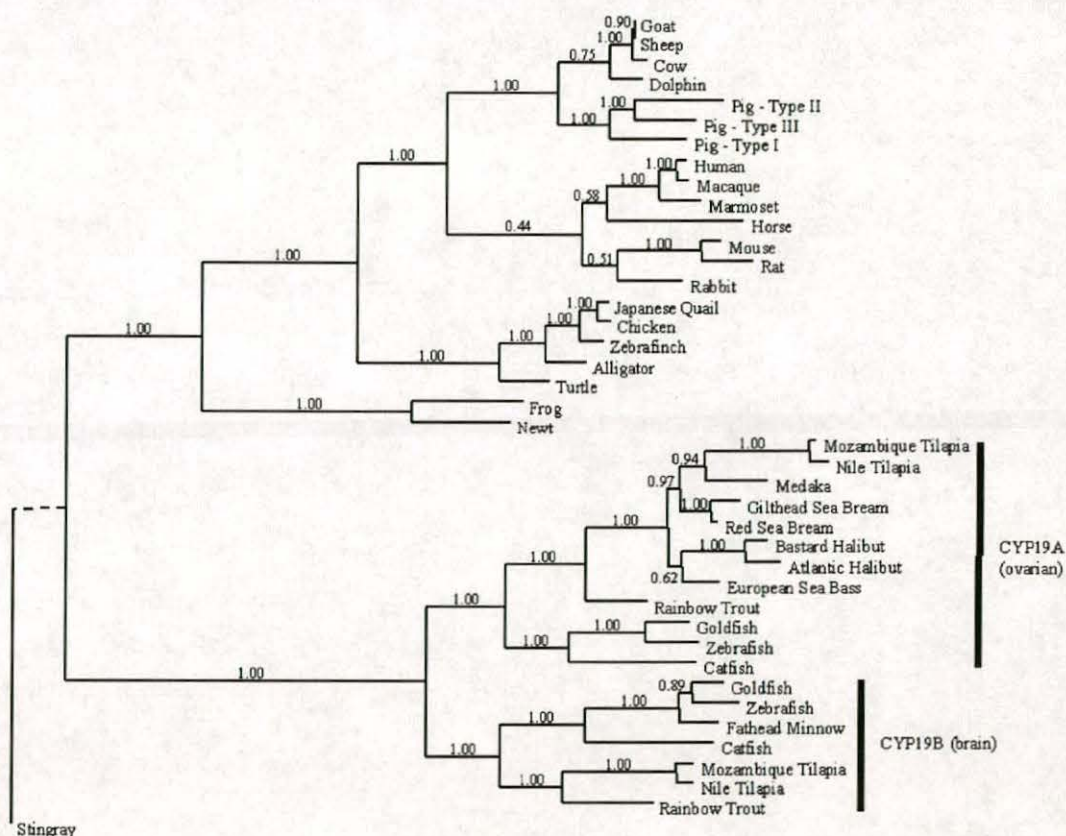 0.90
Goat
1.00
Sheep
0.75
Cow
Dolphin
1.00
1.00
Pig - Type II
1.00
Pig - Type III
Pig - Type I
1.00
1.00
Human
1.00
Macaque
0.58
Marmoset
0.44
Horse
1.00
Mouse
0.51
Rat
Rabbit
1.00
1.00
Japanese Quail
1.00
Chicken
1.00
Zebrafinch
1.00
Alligator
Turtle
1.00
1.00
Frog
Newt
1.00
Mozambique Tilapia
0.94
Nile Tilapia
0.97
Medaka
1.00
Gilthead Sea Bream
Red Sea Bream
1.00
1.00
Bastard Halibut
Atlantic Halibut
0.62
European Sea Bass
CYP19A
(ovarian)
1.00
Rainbow Trout
1.00
1.00
Goldfish
1.00
Zebrafish
Catfish
1.00
0.89
Goldfish
1.00
Zebrafish
1.00
Fathead Minnow
Catfish
CYP19B (brain)
1.00
1.00
Mozambique Tilapia
1.00
Nile Tilapia
Rainbow Trout
Stingray